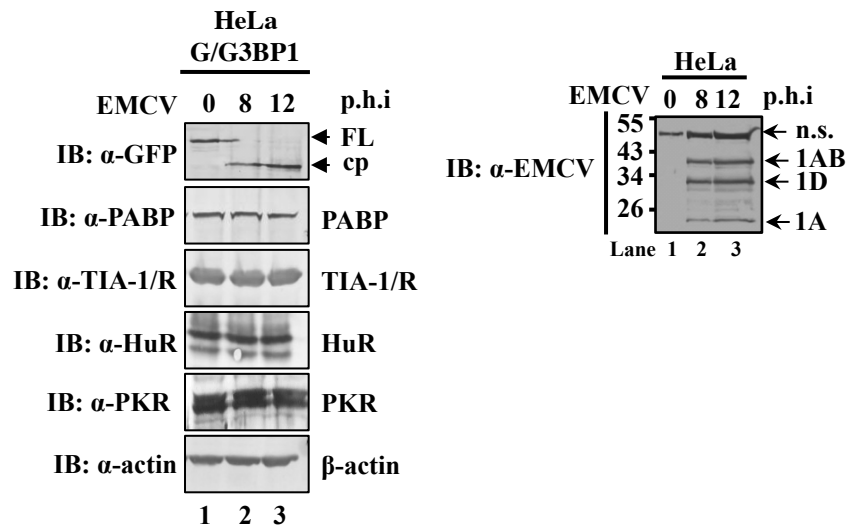 HeLa
G/G3BP1
EMCV 0 8 12 p.h.i
IB: α-GFP FL
cp
IB: α-PABP PABP
IB: α-TIA-1/R TIA-1/R
IB: α-HuR HuR
IB: α-PKR PKR
IB: α-actin β-actin
1 2 3
HeLa
EMCV 0 8 12 p.h.i
55 n.s.
43 1AB
IB: α-EMCV 34 1D
26 1A
Lane 1 2 3